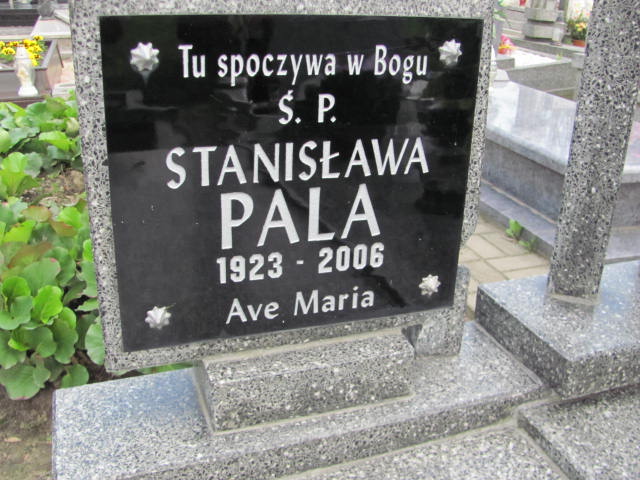 Tu spoczywa w Bogu
Ś. P.
STANISŁAWA
PALA
1923 - 2006
Ave Maria